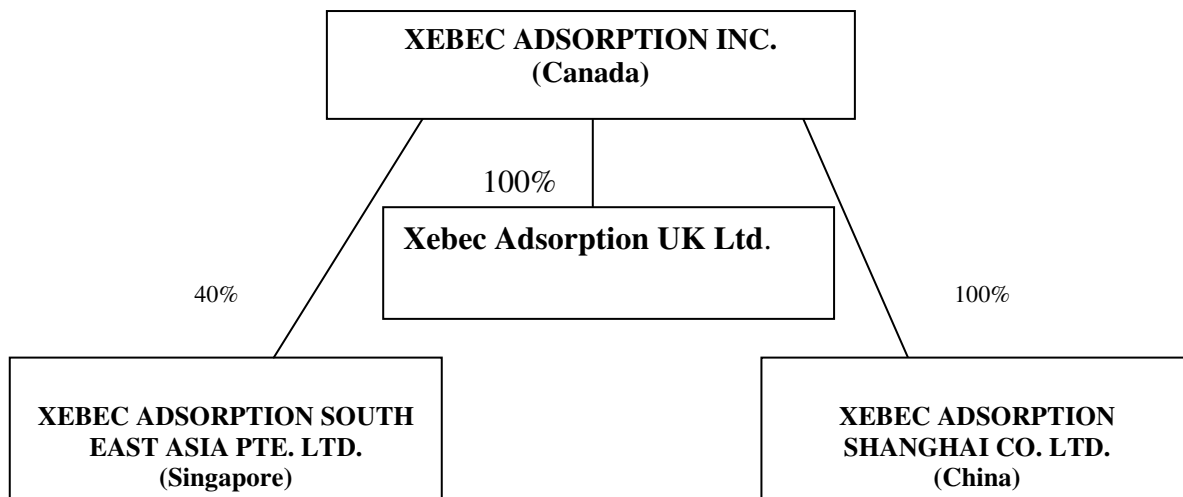 XEBEC ADSORPTION INC.
(Canada)
100%
Xebec Adsorption UK Ltd.
40%
100%
XEBEC ADSORPTION SOUTH
EAST ASIA PTE. LTD.
(Singapore)
XEBEC ADSORPTION
SHANGHAI CO. LTD.
(China)